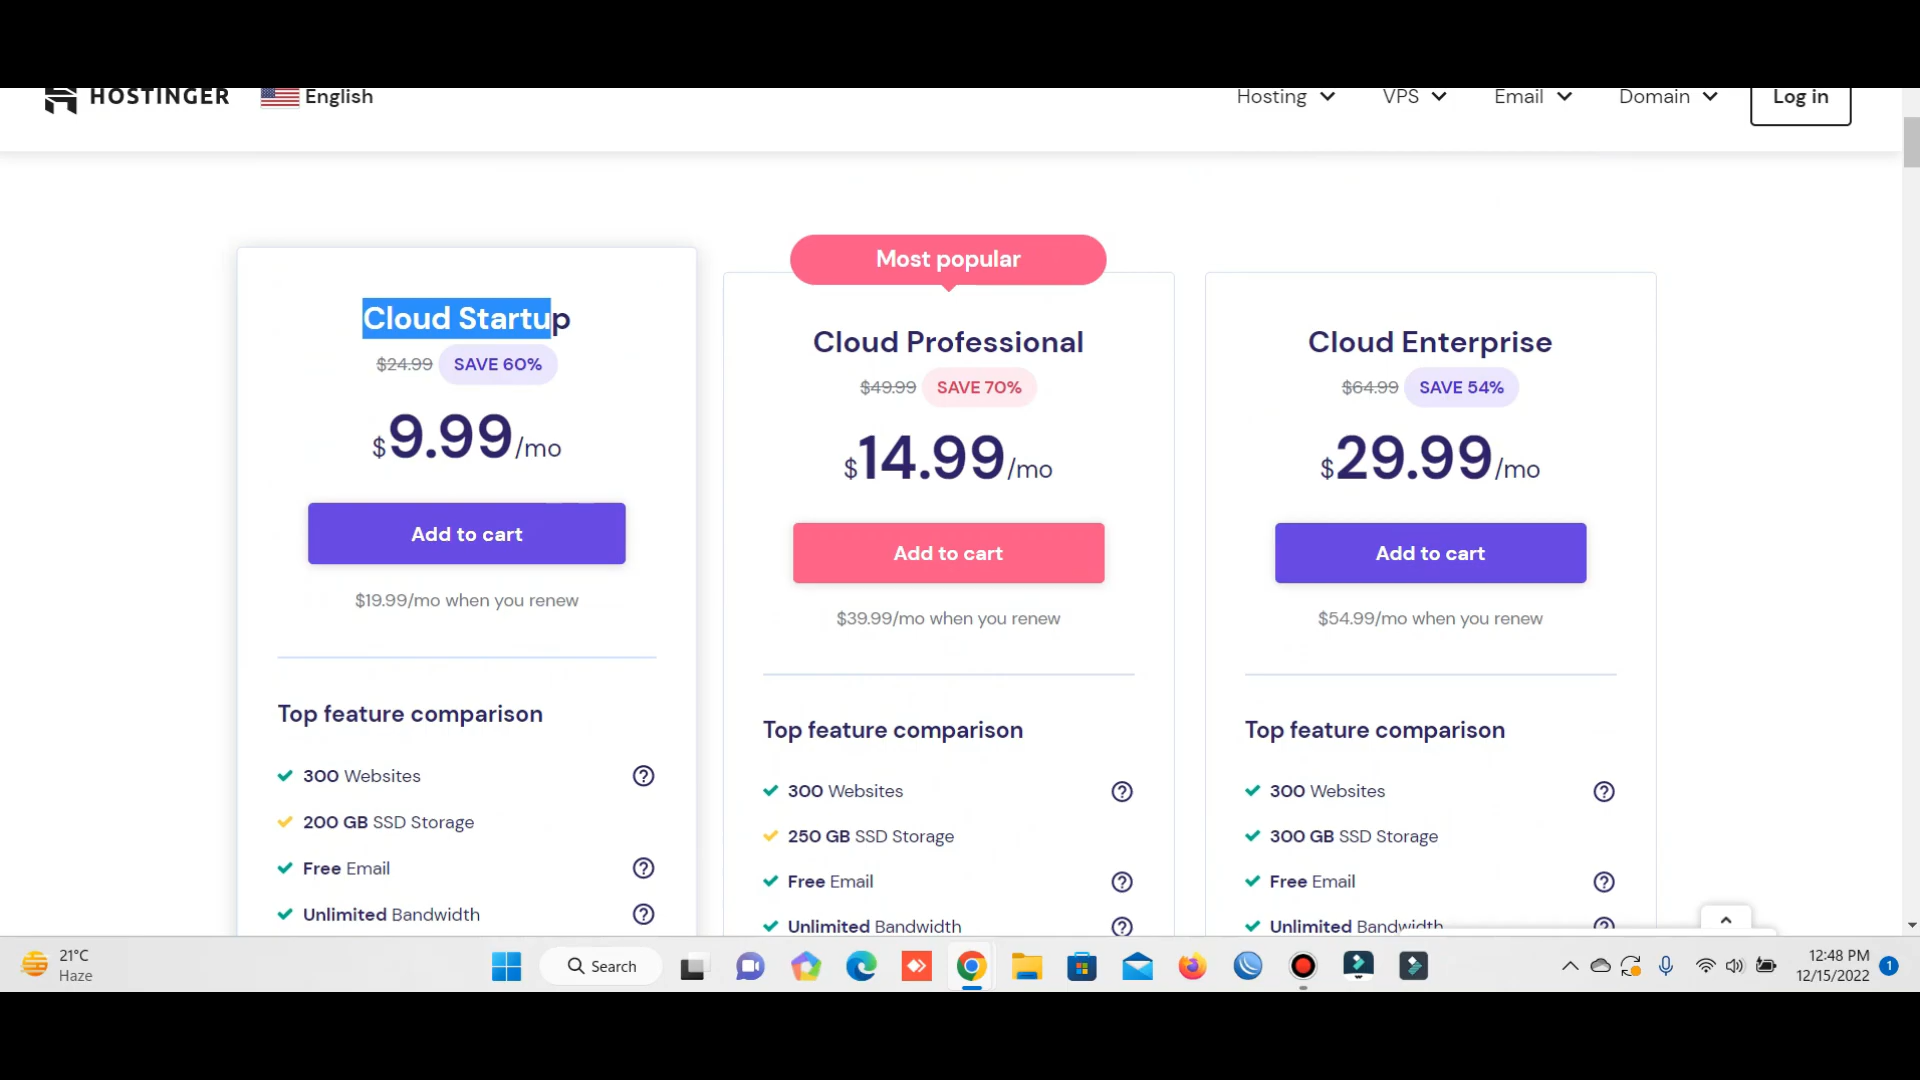 HOSTINGER English Hosting VPS Email Domain Log in
Cloud Startup
$24.99 SAVE 60%
$9.99/mo
Add to cart
$19.99/mo when you renew
Top feature comparison
300 Websites
200 GB SSD Storage
Free Email
Unlimited Bandwidth
Most popular
Cloud Professional
$49.99 SAVE 70%
$14.99/mo
Add to cart
$39.99/mo when you renew
Top feature comparison
300 Websites
250 GB SSD Storage
Free Email
Unlimited Bandwidth
Cloud Enterprise
$64.99 SAVE 54%
$29.99/mo
Add to cart
$54.99/mo when you renew
Top feature comparison
300 Websites
300 GB SSD Storage
Free Email
Unlimited Bandwidth
21°C
Haze
Search
12:48 PM
12/15/2022
1